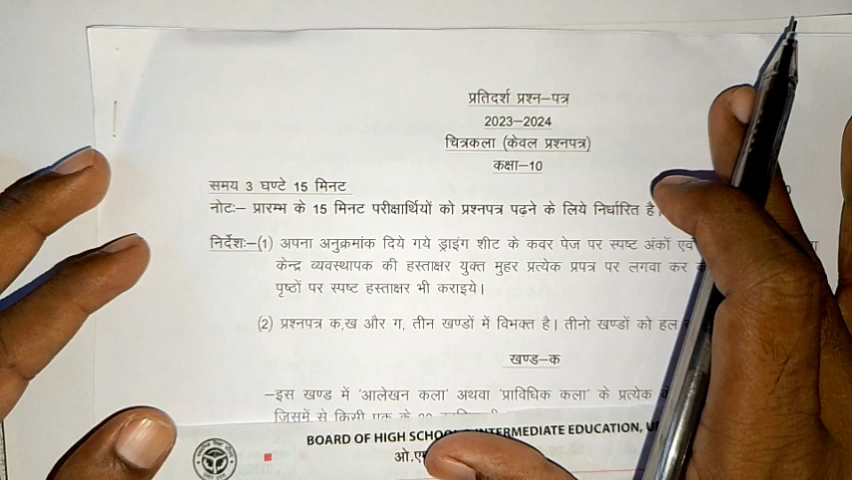 प्रतिदर्श प्रश्न–पत्र
2023–2024
चित्रकला (केवल प्रश्नपत्र)
कक्षा–10
समय 3 घण्टे 15 मिनट
नोटः– प्रारम्भ के 15 मिनट परीक्षार्थियों को प्रश्नपत्र पढ़ने के लिये निर्धारित है।
निर्देशः–(1) अपना अनुक्रमांक दिये गये ड्राइंग शीट के कवर पेज पर स्पष्ट अंकों एवं
केन्द्र व्यवस्थापक की हस्ताक्षर युक्त मुहर प्रत्येक प्रपत्र पर लगवा कर
पृष्ठों पर स्पष्ट हस्ताक्षर भी कराइये।
(2) प्रश्नपत्र क,ख और ग, तीन खण्डों में विभक्त है। तीनो खण्डों को हल
खण्ड–क
–इस खण्ड में 'आलेखन कला' अथवा 'प्राविधिक कला' के प्रत्येक
जिसमें से किसी एक के
BOARD OF HIGH INTERMEDIATE EDUCATION,